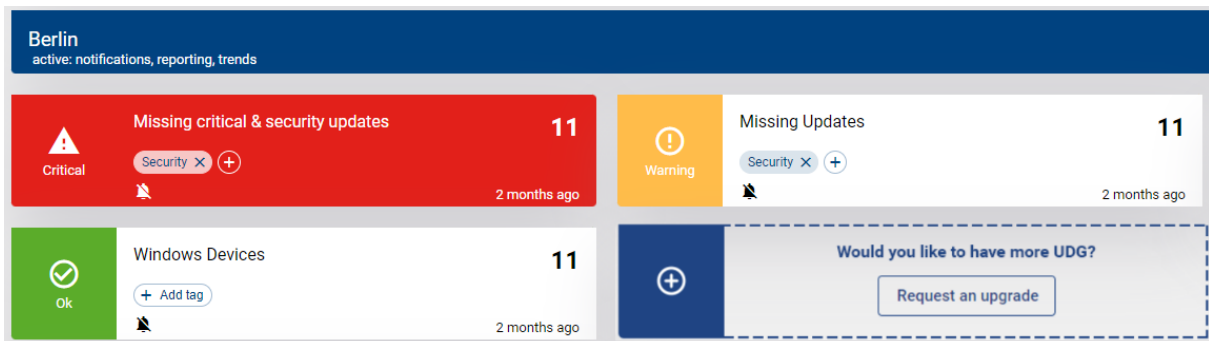 Berlin
active: notifications, reporting, trends
Missing critical & security updates
11
Critical
Security
2 months ago
Missing Updates
11
Warning
Security
2 months ago
Windows Devices
11
Ok
+ Add tag
2 months ago
Would you like to have more UDG?
Request an upgrade